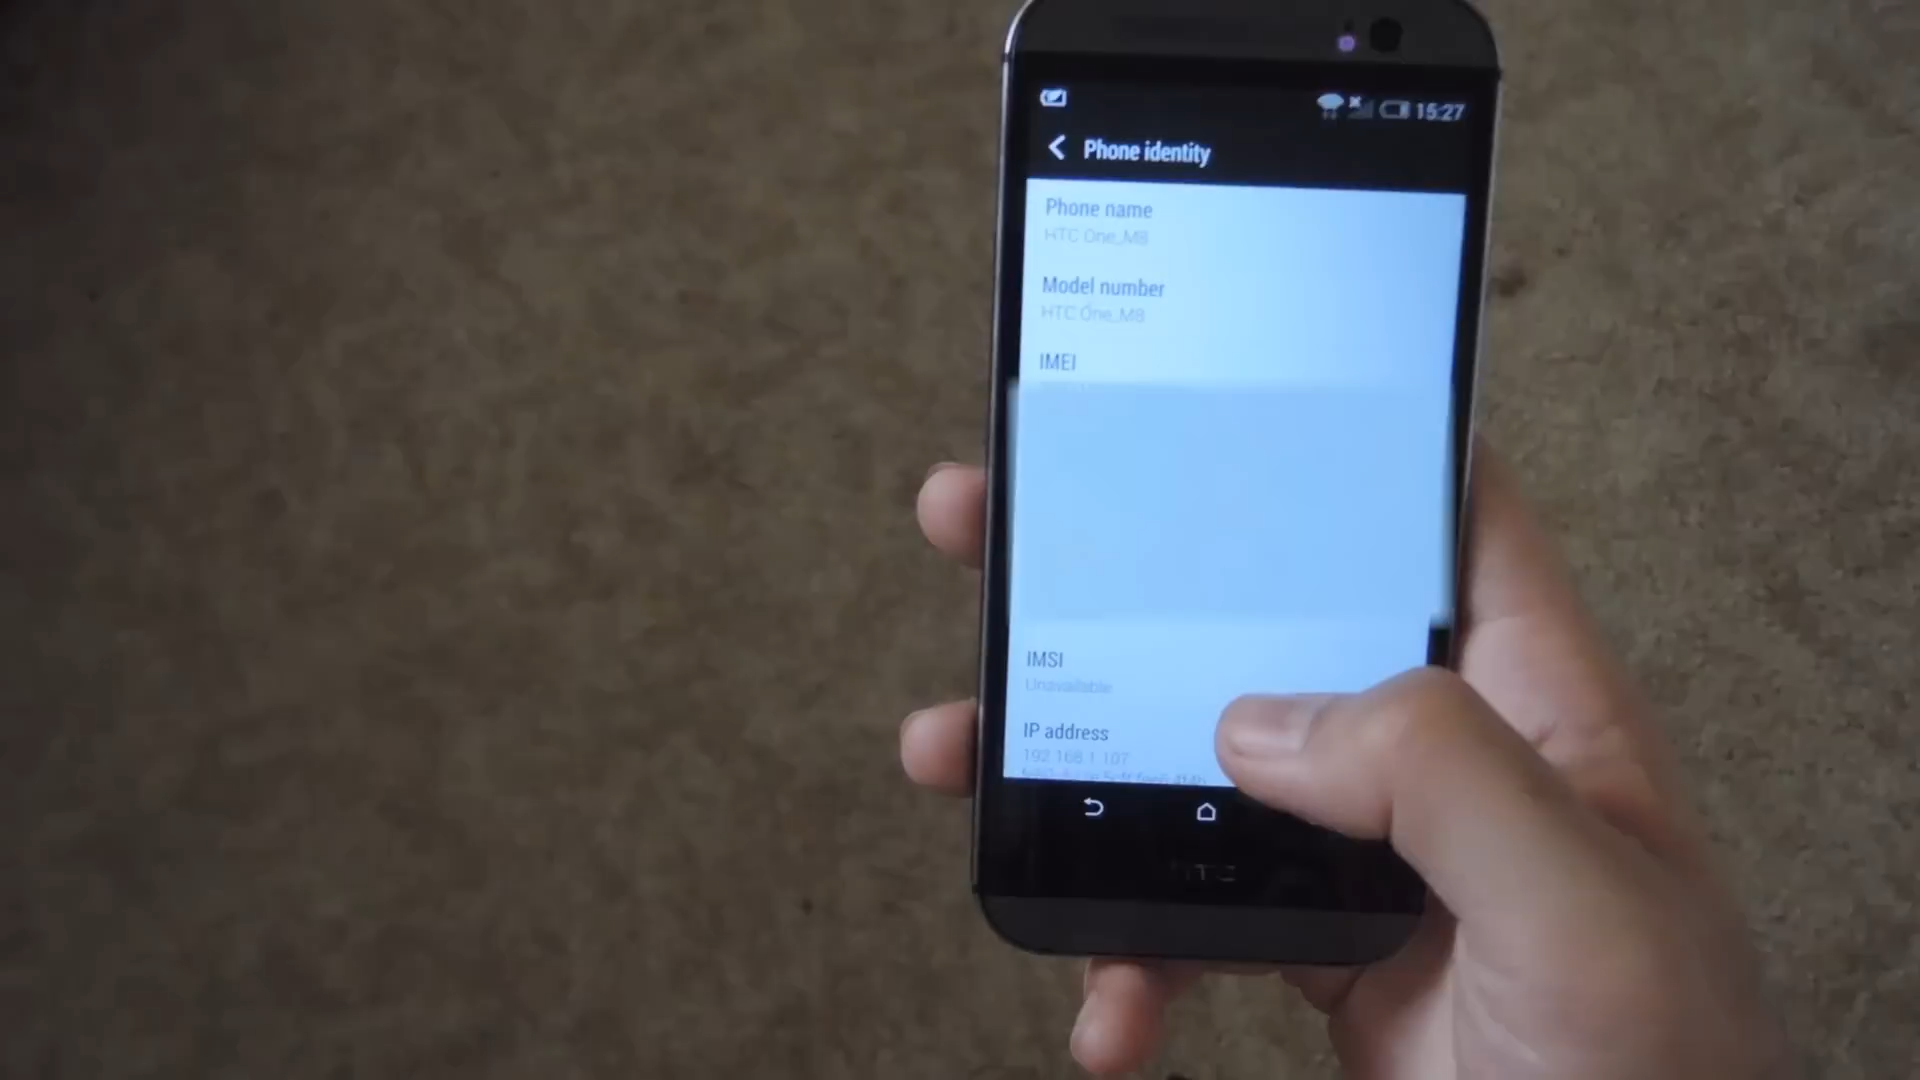 15:27
Phone identity
Phone name
HTC One_M8
Model number
HTC One_M8
IMEI
IMSI
Unavailable
IP address
192.168.1.107
HTC